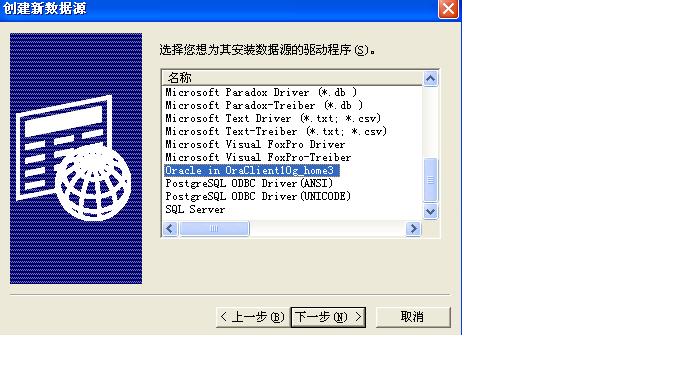 创建新数据源
选择您想为其安装数据源的驱动程序(S)。
名称
Microsoft Paradox Driver (*.db )
Microsoft Paradox-Treiber (*.db )
Microsoft Text Driver (*.txt; *.csv)
Microsoft Text-Treiber (*.txt; *.csv)
Microsoft Visual FoxPro Driver
Microsoft Visual FoxPro-Treiber
Oracle in OraClient10g_home3
PostgreSQL ODBC Driver(ANSI)
PostgreSQL ODBC Driver(UNICODE)
SQL Server
< 上一步(B) 下一步(N) > 取消